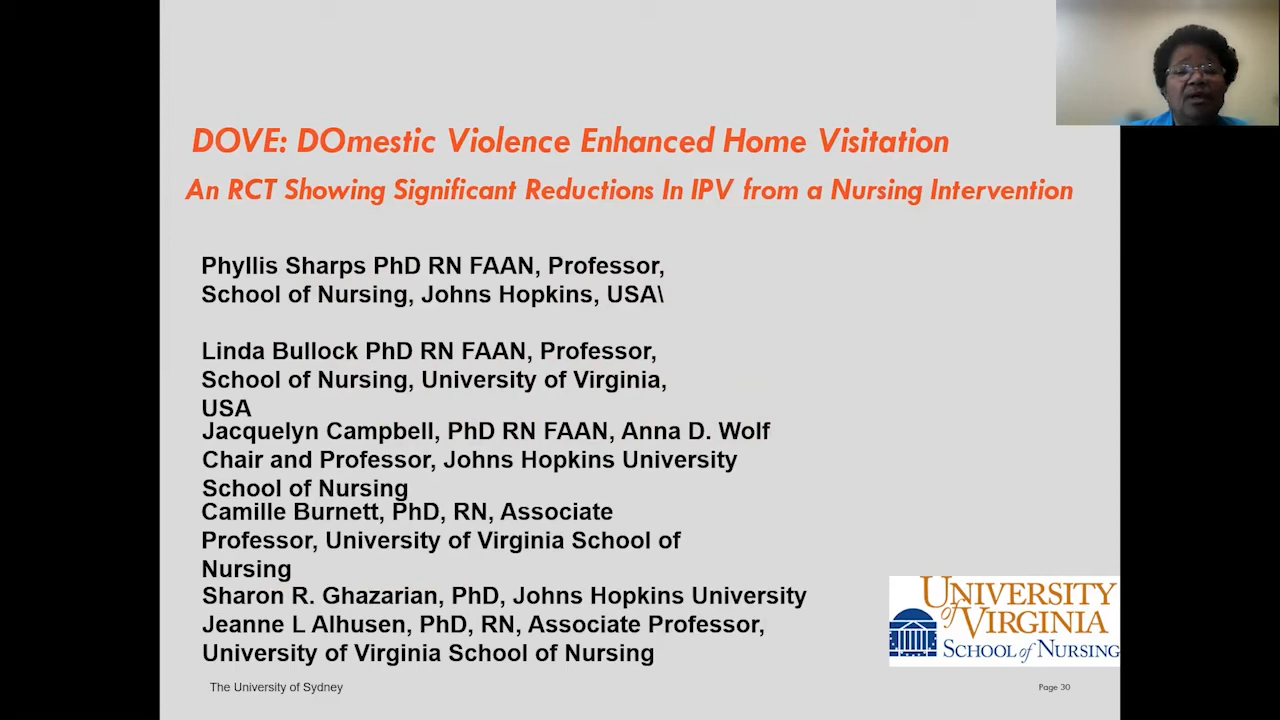 DOVE: DOmestic Violence Enhanced Home Visitation
An RCT Showing Significant Reductions In IPV from a Nursing Intervention
Phyllis Sharps PhD RN FAAN, Professor,
School of Nursing, Johns Hopkins, USA\
Linda Bullock PhD RN FAAN, Professor,
School of Nursing, University of Virginia,
USA
Jacquelyn Campbell, PhD RN FAAN, Anna D. Wolf
Chair and Professor, Johns Hopkins University
School of Nursing
Camille Burnett, PhD, RN, Associate
Professor, University of Virginia School of
Nursing
Sharon R. Ghazarian, PhD, Johns Hopkins University
Jeanne L Alhusen, PhD, RN, Associate Professor,
University of Virginia School of Nursing
UNIVERSITY
of VIRGINIA
SCHOOL of NURSING
The University of Sydney
Page 30